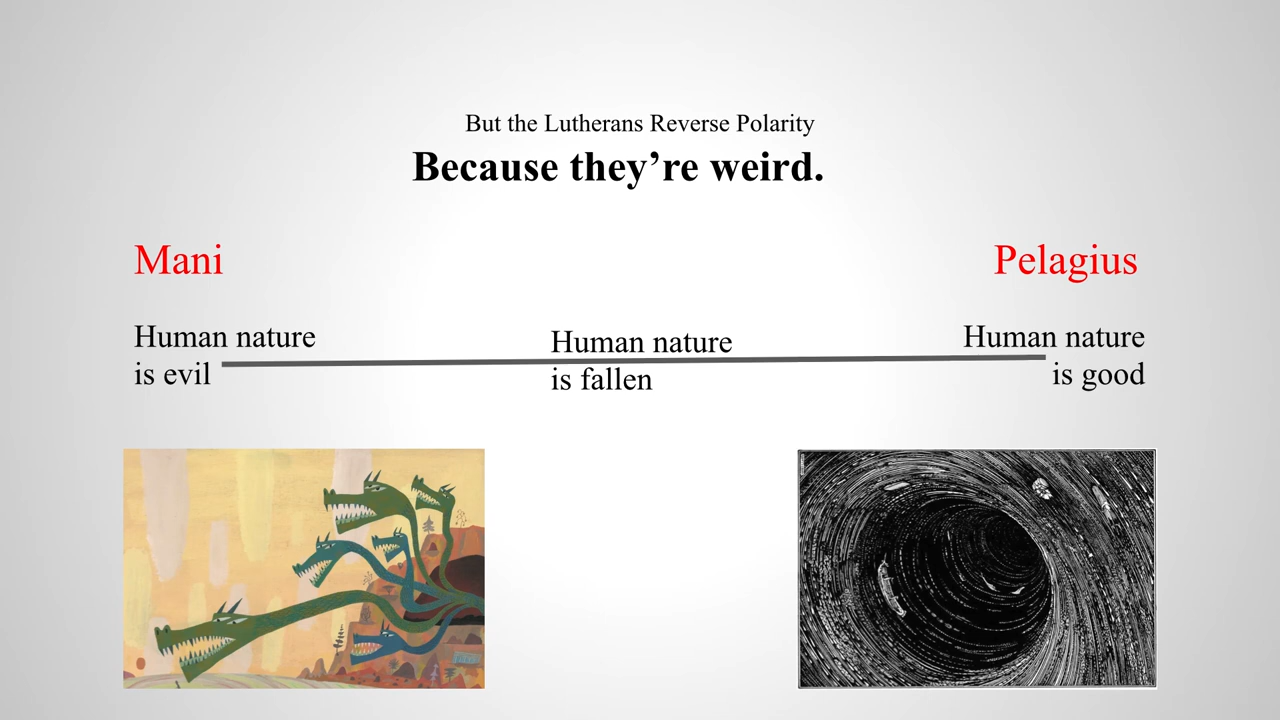 But the Lutherans Reverse Polarity
Because they’re weird.
Mani
Pelagius
Human nature
is evil
Human nature
is fallen
Human nature
is good